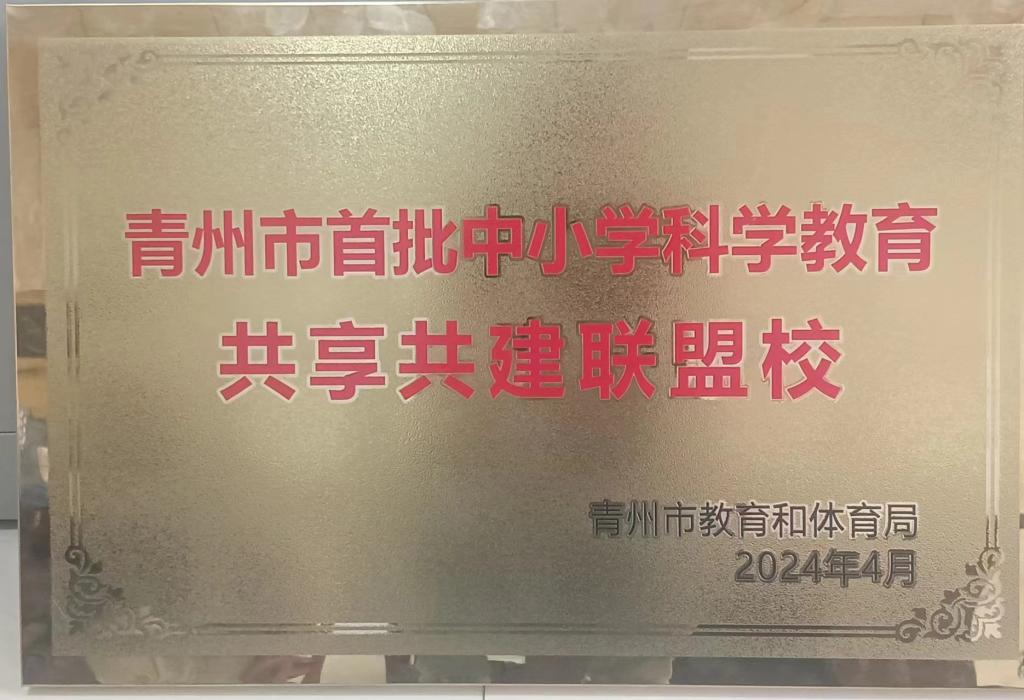 青州市首批中小学科学教育
共享共建联盟校
青州市教育和体育局
2024年4月